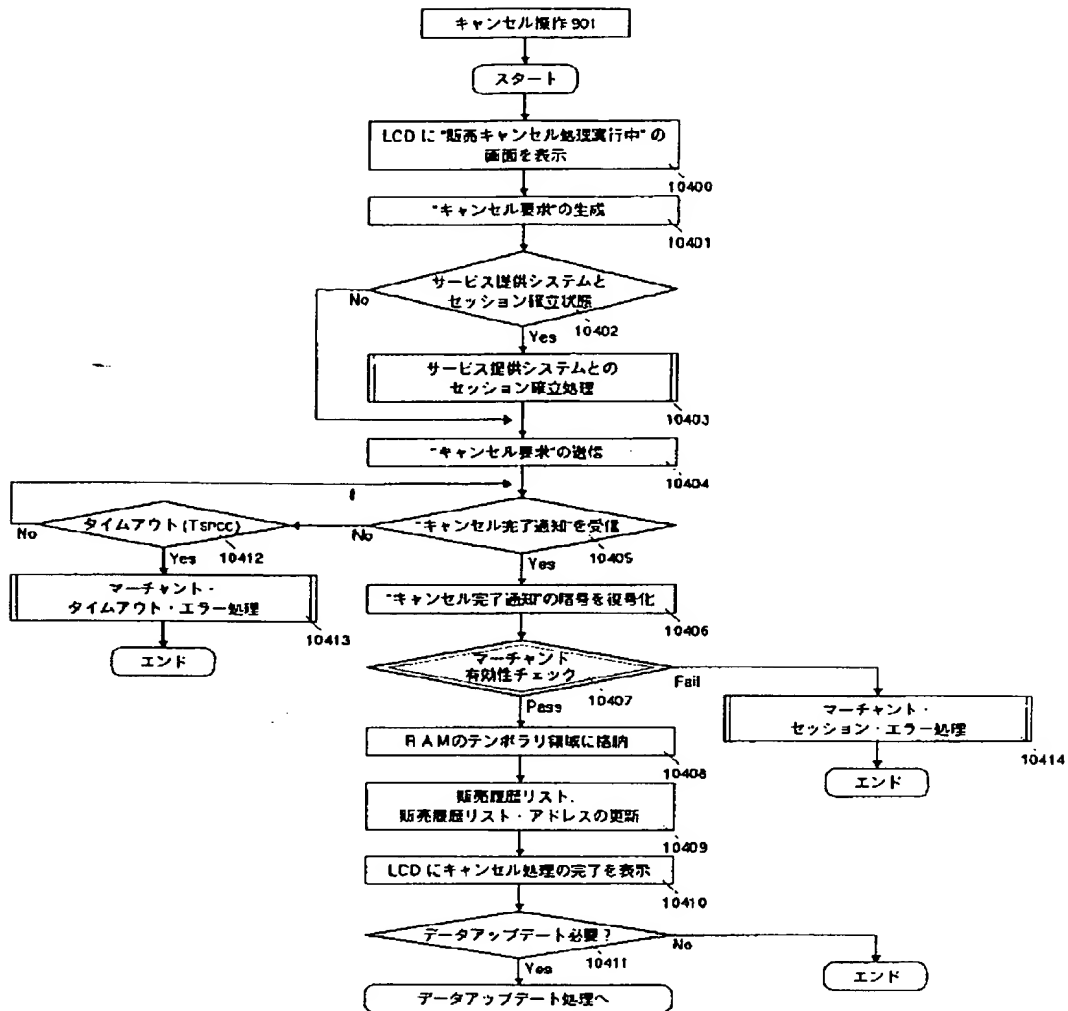 キャンセル操作 901
スタート
LCD に "販売キャンセル処理実行中" の
画面を表示
10400
"キャンセル要求"の生成
10401
サービス提供システムと
セッション確立状態
No
10402
Yes
サービス提供システムとの
セッション確立処理
10403
"キャンセル要求"の送信
10404
タイムアウト (TSPCC)
No
10412
Yes
"キャンセル完了通知"を受信
No
10405
Yes
マーチャント・
タイムアウト・エラー処理
10413
エンド
"キャンセル完了通知"の暗号を復号化
10406
マーチャント
有効性チェック
10407
Fail
Pass
マーチャント・
セッション・エラー処理
10414
エンド
RAMのテンポラリ領域に格納
10408
販売履歴リスト、
販売履歴リスト・アドレスの更新
10409
LCD にキャンセル処理の完了を表示
10410
データアップデート必要?
No
10411
Yes
エンド
データアップデート処理へ